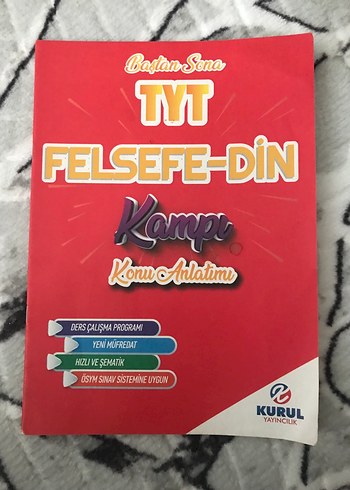 Baştan Sona
TYT
FELSEFE-DİN
Kampı
Konu Anlatımı
DERS ÇALIŞMA PROGRAMI
YENİ MÜFREDAT
HIZLI VE ŞEMATİK
ÖSYM SINAV SİSTEMİNE UYGUN
KURUL
YAYINCILIK